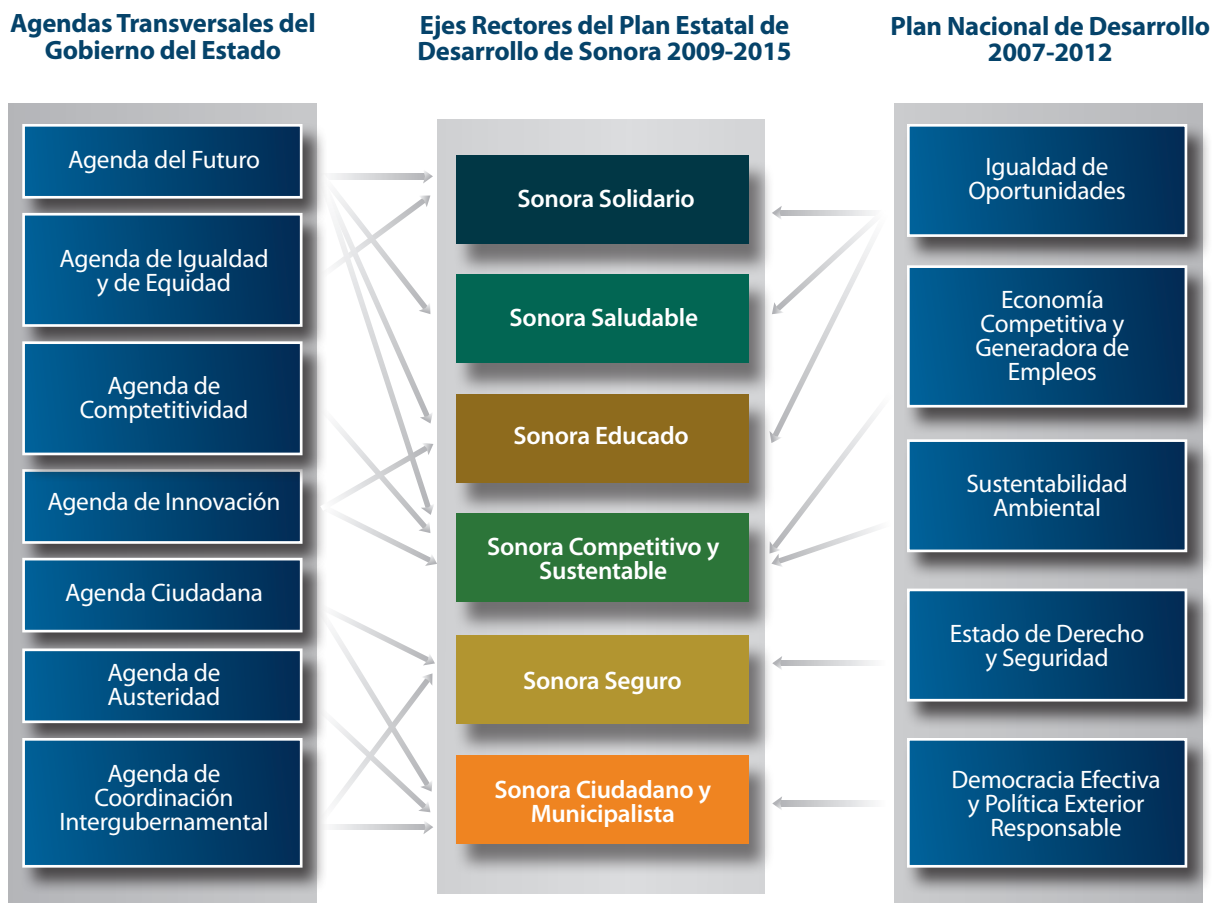 Agendas Transversales del
Gobierno del Estado
Agenda del Futuro
Agenda de Igualdad
y de Equidad
Agenda de
Comptetitividad
Agenda de Innovación
Agenda Ciudadana
Agenda de
Austeridad
Agenda de
Coordinación
Intergubernamental
Ejes Rectores del Plan Estatal de
Desarrollo de Sonora 2009-2015
Sonora Solidario
Sonora Saludable
Sonora Educado
Sonora Competitivo y
Sustentable
Sonora Seguro
Sonora Ciudadano y
Municipalista
Plan Nacional de Desarrollo
2007-2012
Igualdad de
Oportunidades
Economía
Competitiva y
Generadora de
Empleos
Sustentabilidad
Ambiental
Estado de Derecho
y Seguridad
Democracia Efectiva
y Política Exterior
Responsable